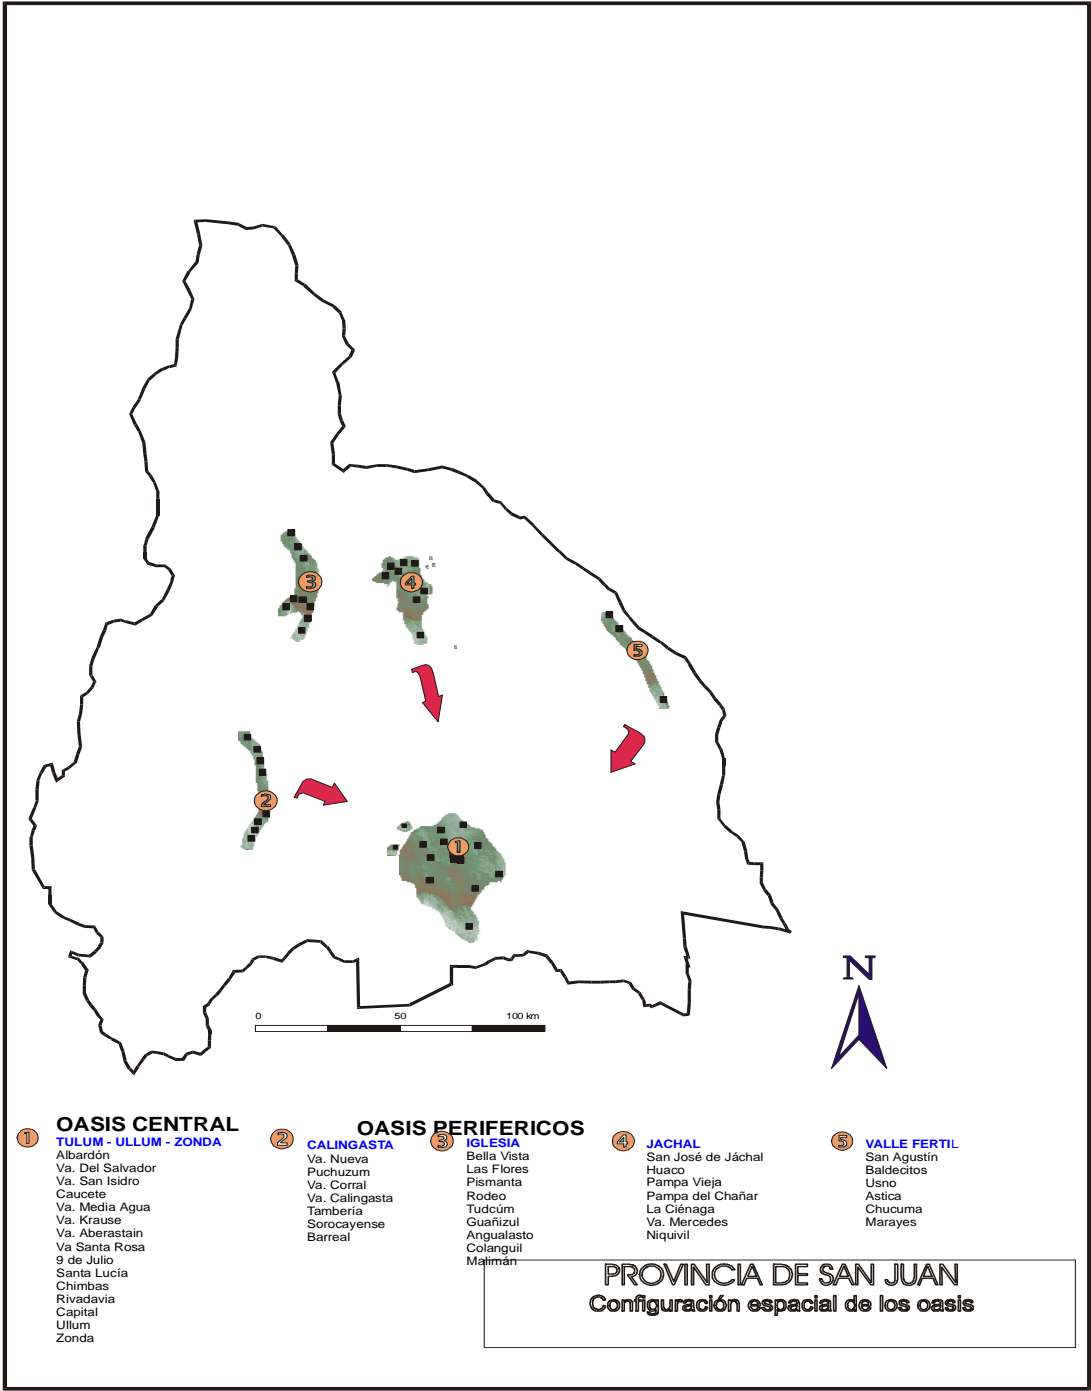 3
4
5
2
1
N
0 50 100 km
OASIS CENTRAL
1
TULUM - ULLUM - ZONDA
Albardón
Va. Del Salvador
Va. San Isidro
Caucete
Va. Media Agua
Va. Krause
Va. Aberastain
Va Santa Rosa
9 de Julio
Santa Lucía
Chimbas
Rivadavia
Capital
Ullum
Zonda
OASIS PERIFERICOS
2
CALINGASTA
Va. Nueva
Puchuzum
Va. Corral
Va. Calingasta
Tambería
Sorocayense
Barreal
3
IGLESIA
Bella Vista
Las Flores
Pismanta
Rodeo
Tudcúm
Guañizul
Angualasto
Colanguil
Malimán
4
JACHAL
San José de Jáchal
Huaco
Pampa Vieja
Pampa del Chañar
La Ciénaga
Va. Mercedes
Niquivil
5
VALLE FERTIL
San Agustín
Baldecitos
Usno
Astica
Chucuma
Marayes
PROVINCIA DE SAN JUAN
Configuración espacial de los oasis